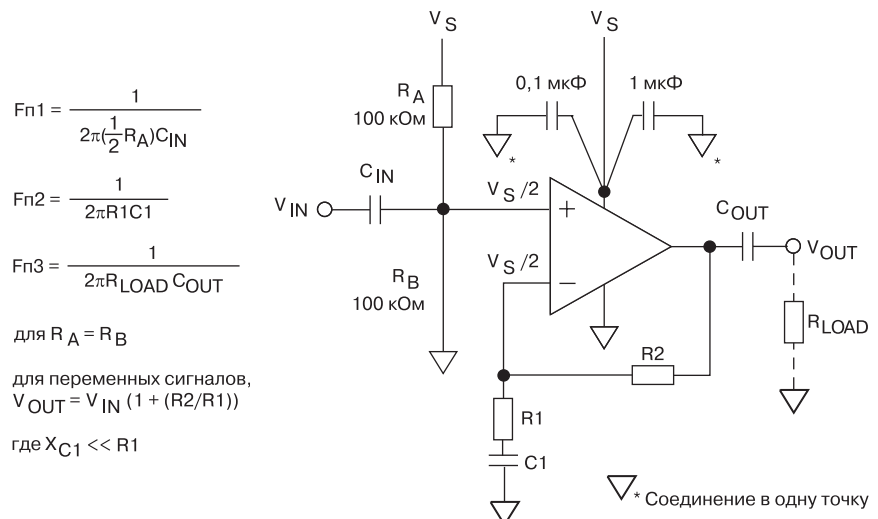 Fп1 = 1 / 2π(1/2 RA)CIN
Fп2 = 1 / 2πR1C1
Fп3 = 1 / 2πRLOAD COUT
для RA = RB
для переменных сигналов,
VOUT = VIN (1 + (R2/R1))
где XC1 << R1
VS
VS
0,1 мкФ
1 мкФ
RA
100 кОм
*
*
CIN
VIN
VS/2
+
COUT
VOUT
RB
100 кОм
VS/2
−
RLOAD
R2
R1
C1
* Соединение в одну точку